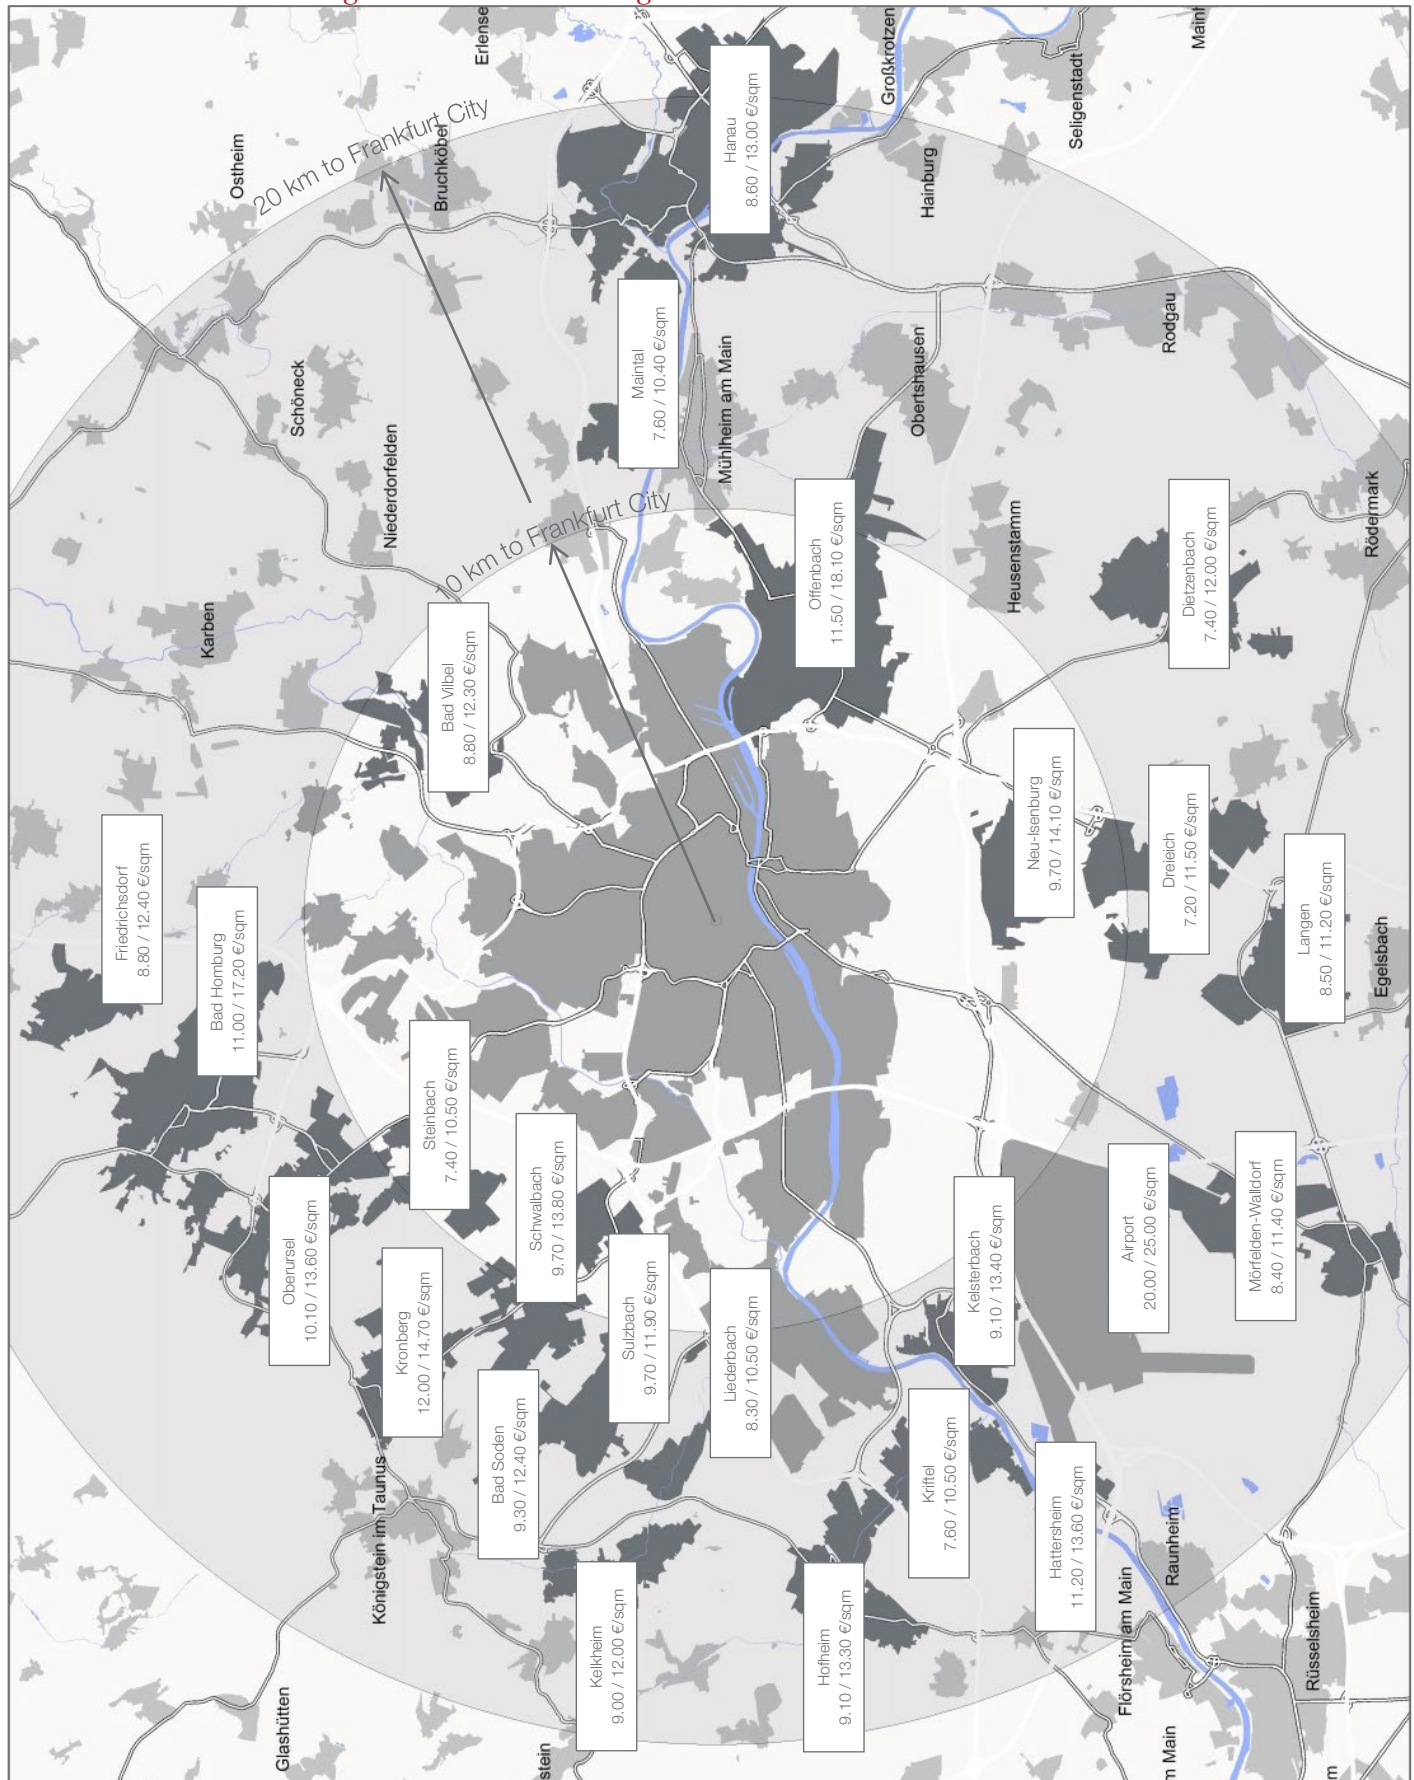 Friedrichsdorf
8.80 / 12.40 €/sqm
Karben
Bad Homburg
11.00 / 17.20 €/sqm
Ostheim
20 km to Frankfurt City
Glashütten
Oberursel
10.10 / 13.60 €/sqm
Schöneck
Königstein im Taunus
Kronberg
12.00 / 14.70 €/sqm
Niederdorfelden
Steinbach
7.40 / 10.50 €/sqm
Bad Vilbel
8.80 / 12.30 €/sqm
Bruchköbel
10 km to Frankfurt City
Erlense
Bad Soden
9.30 / 12.40 €/sqm
Schwalbach
9.70 / 13.80 €/sqm
stein
Kelkheim
9.00 / 12.00 €/sqm
Sulzbach
9.70 / 11.90 €/sqm
Maintal
7.60 / 10.40 €/sqm
Liederbach
8.30 / 10.50 €/sqm
Mühlheim am Main
Hanau
8.60 / 13.00 €/sqm
Hofheim
9.10 / 13.30 €/sqm
Offenbach
11.50 / 18.10 €/sqm
Großkrotzen
Kriftel
7.60 / 10.50 €/sqm
Obertshausen
Hainburg
Kelsterbach
9.10 / 13.40 €/sqm
Heusenstamm
Hattersheim
11.20 / 13.60 €/sqm
Neu-Isenburg
9.70 / 14.10 €/sqm
Seligenstadt
Flörsheim am Main
Airport
20.00 / 25.00 €/sqm
Raunheim
Dreieich
7.20 / 11.50 €/sqm
Dietzenbach
7.40 / 12.00 €/sqm
Rodgau
m Main
Mainh
Mörfelden-Walldorf
8.40 / 11.40 €/sqm
Langen
8.50 / 11.20 €/sqm
Rüsselsheim
m
Egelsbach
Rödermark